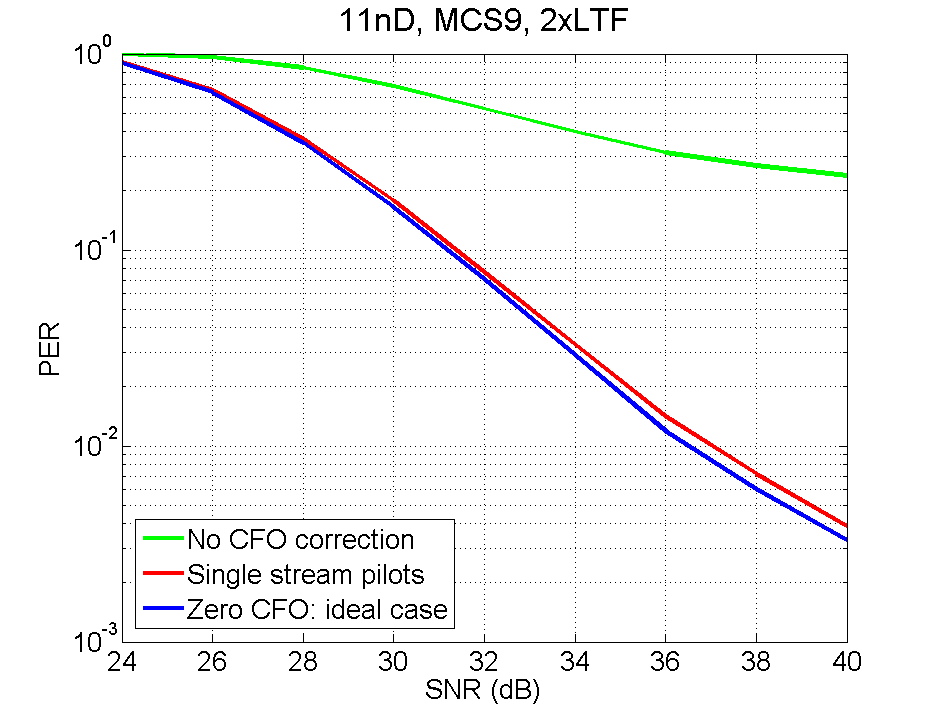 11nD, MCS9, 2xLTF
10^0
10^-1
10^-2
10^-3
PER
No CFO correction
Single stream pilots
Zero CFO: ideal case
24 26 28 30 32 34 36 38 40
SNR (dB)